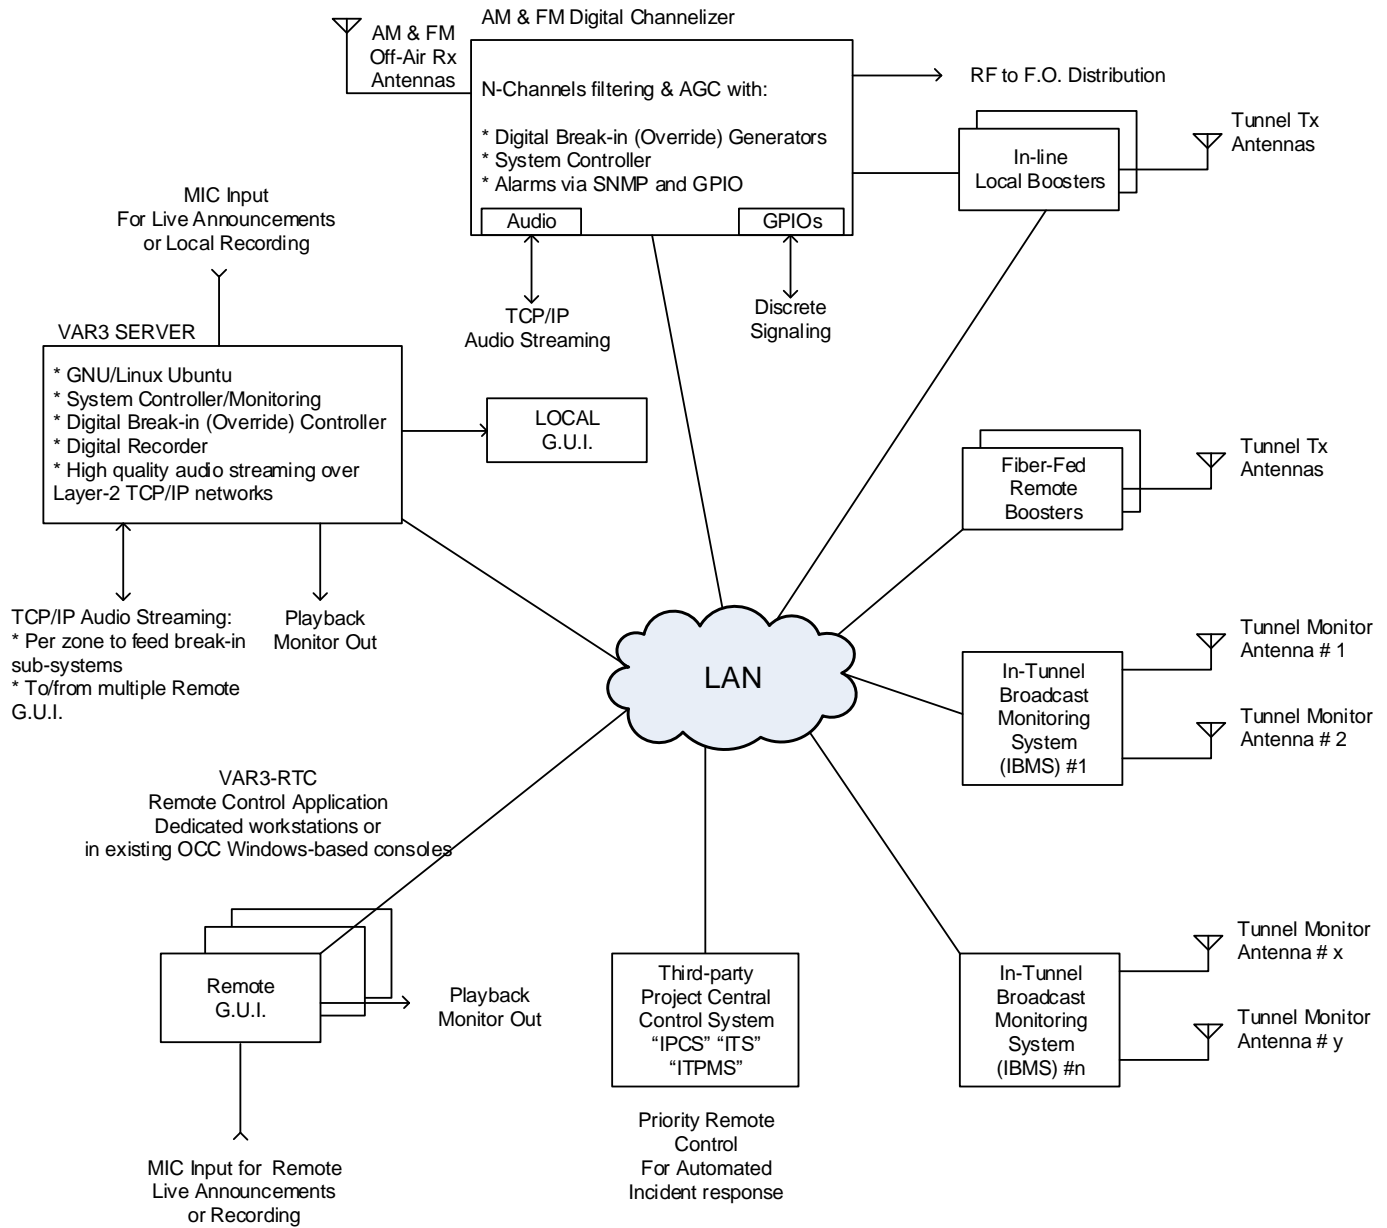 AM & FM Digital Channelizer
AM & FM
Off-Air Rx
Antennas
N-Channels filtering & AGC with:
* Digital Break-in (Override) Generators
* System Controller
* Alarms via SNMP and GPIO
Audio
GPIOs
RF to F.O. Distribution
In-line
Local Boosters
Tunnel Tx
Antennas
MIC Input
For Live Announcements
or Local Recording
TCP/IP
Audio Streaming
Discrete
Signaling
VAR3 SERVER
* GNU/Linux Ubuntu
* System Controller/Monitoring
* Digital Break-in (Override) Controller
* Digital Recorder
* High quality audio streaming over
Layer-2 TCP/IP networks
LOCAL
G.U.I.
Fiber-Fed
Remote
Boosters
Tunnel Tx
Antennas
TCP/IP Audio Streaming:
* Per zone to feed break-in
sub-systems
* To/from multiple Remote
G.U.I.
Playback
Monitor Out
LAN
In-Tunnel
Broadcast
Monitoring
System
(IBMS) #1
Tunnel Monitor
Antenna # 1
Tunnel Monitor
Antenna # 2
VAR3-RTC
Remote Control Application
Dedicated workstations or
in existing OCC Windows-based consoles
Remote
G.U.I.
Playback
Monitor Out
MIC Input for Remote
Live Announcements
or Recording
Third-party
Project Central
Control System
“IPCS” “ITS”
“ITPMS”
Priority Remote
Control
For Automated
Incident response
In-Tunnel
Broadcast
Monitoring
System
(IBMS) #n
Tunnel Monitor
Antenna # x
Tunnel Monitor
Antenna # y